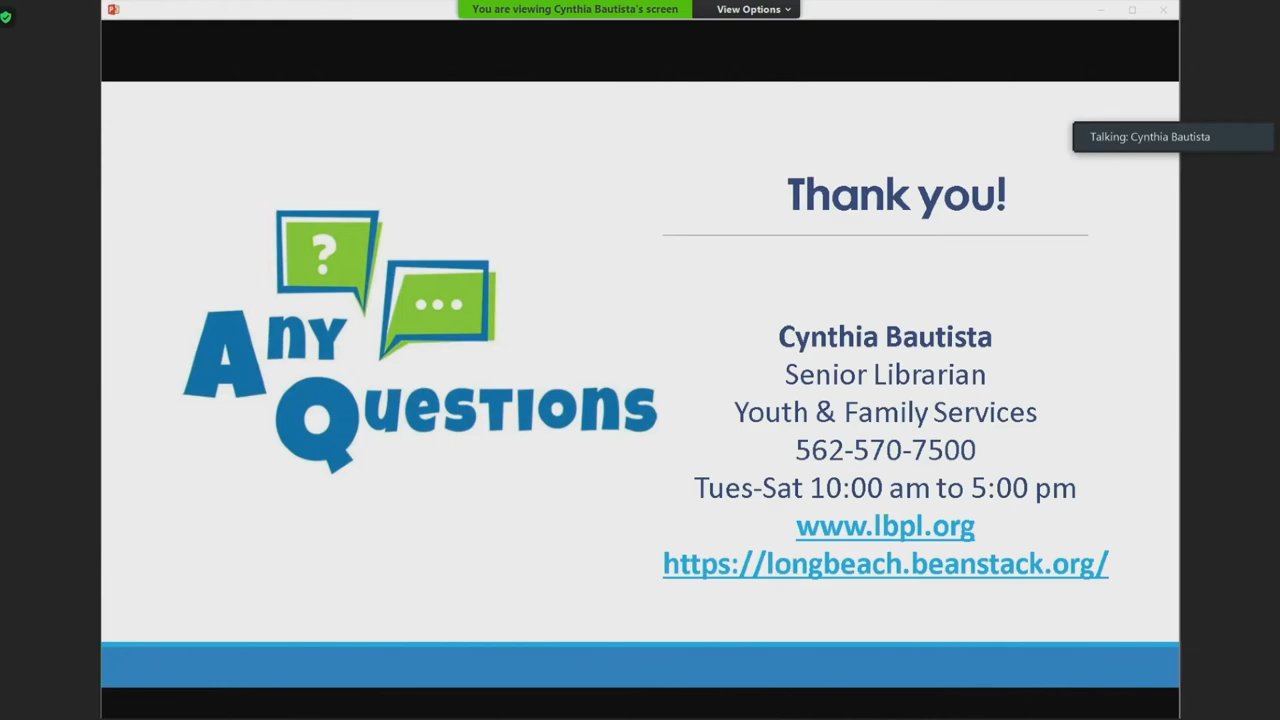 You are viewing Cynthia Bautista's screen
View Options
Talking: Cynthia Bautista
?
Any
Questions
Thank you!
Cynthia Bautista
Senior Librarian
Youth & Family Services
562-570-7500
Tues-Sat 10:00 am to 5:00 pm
www.lbpl.org
https://longbeach.beanstack.org/